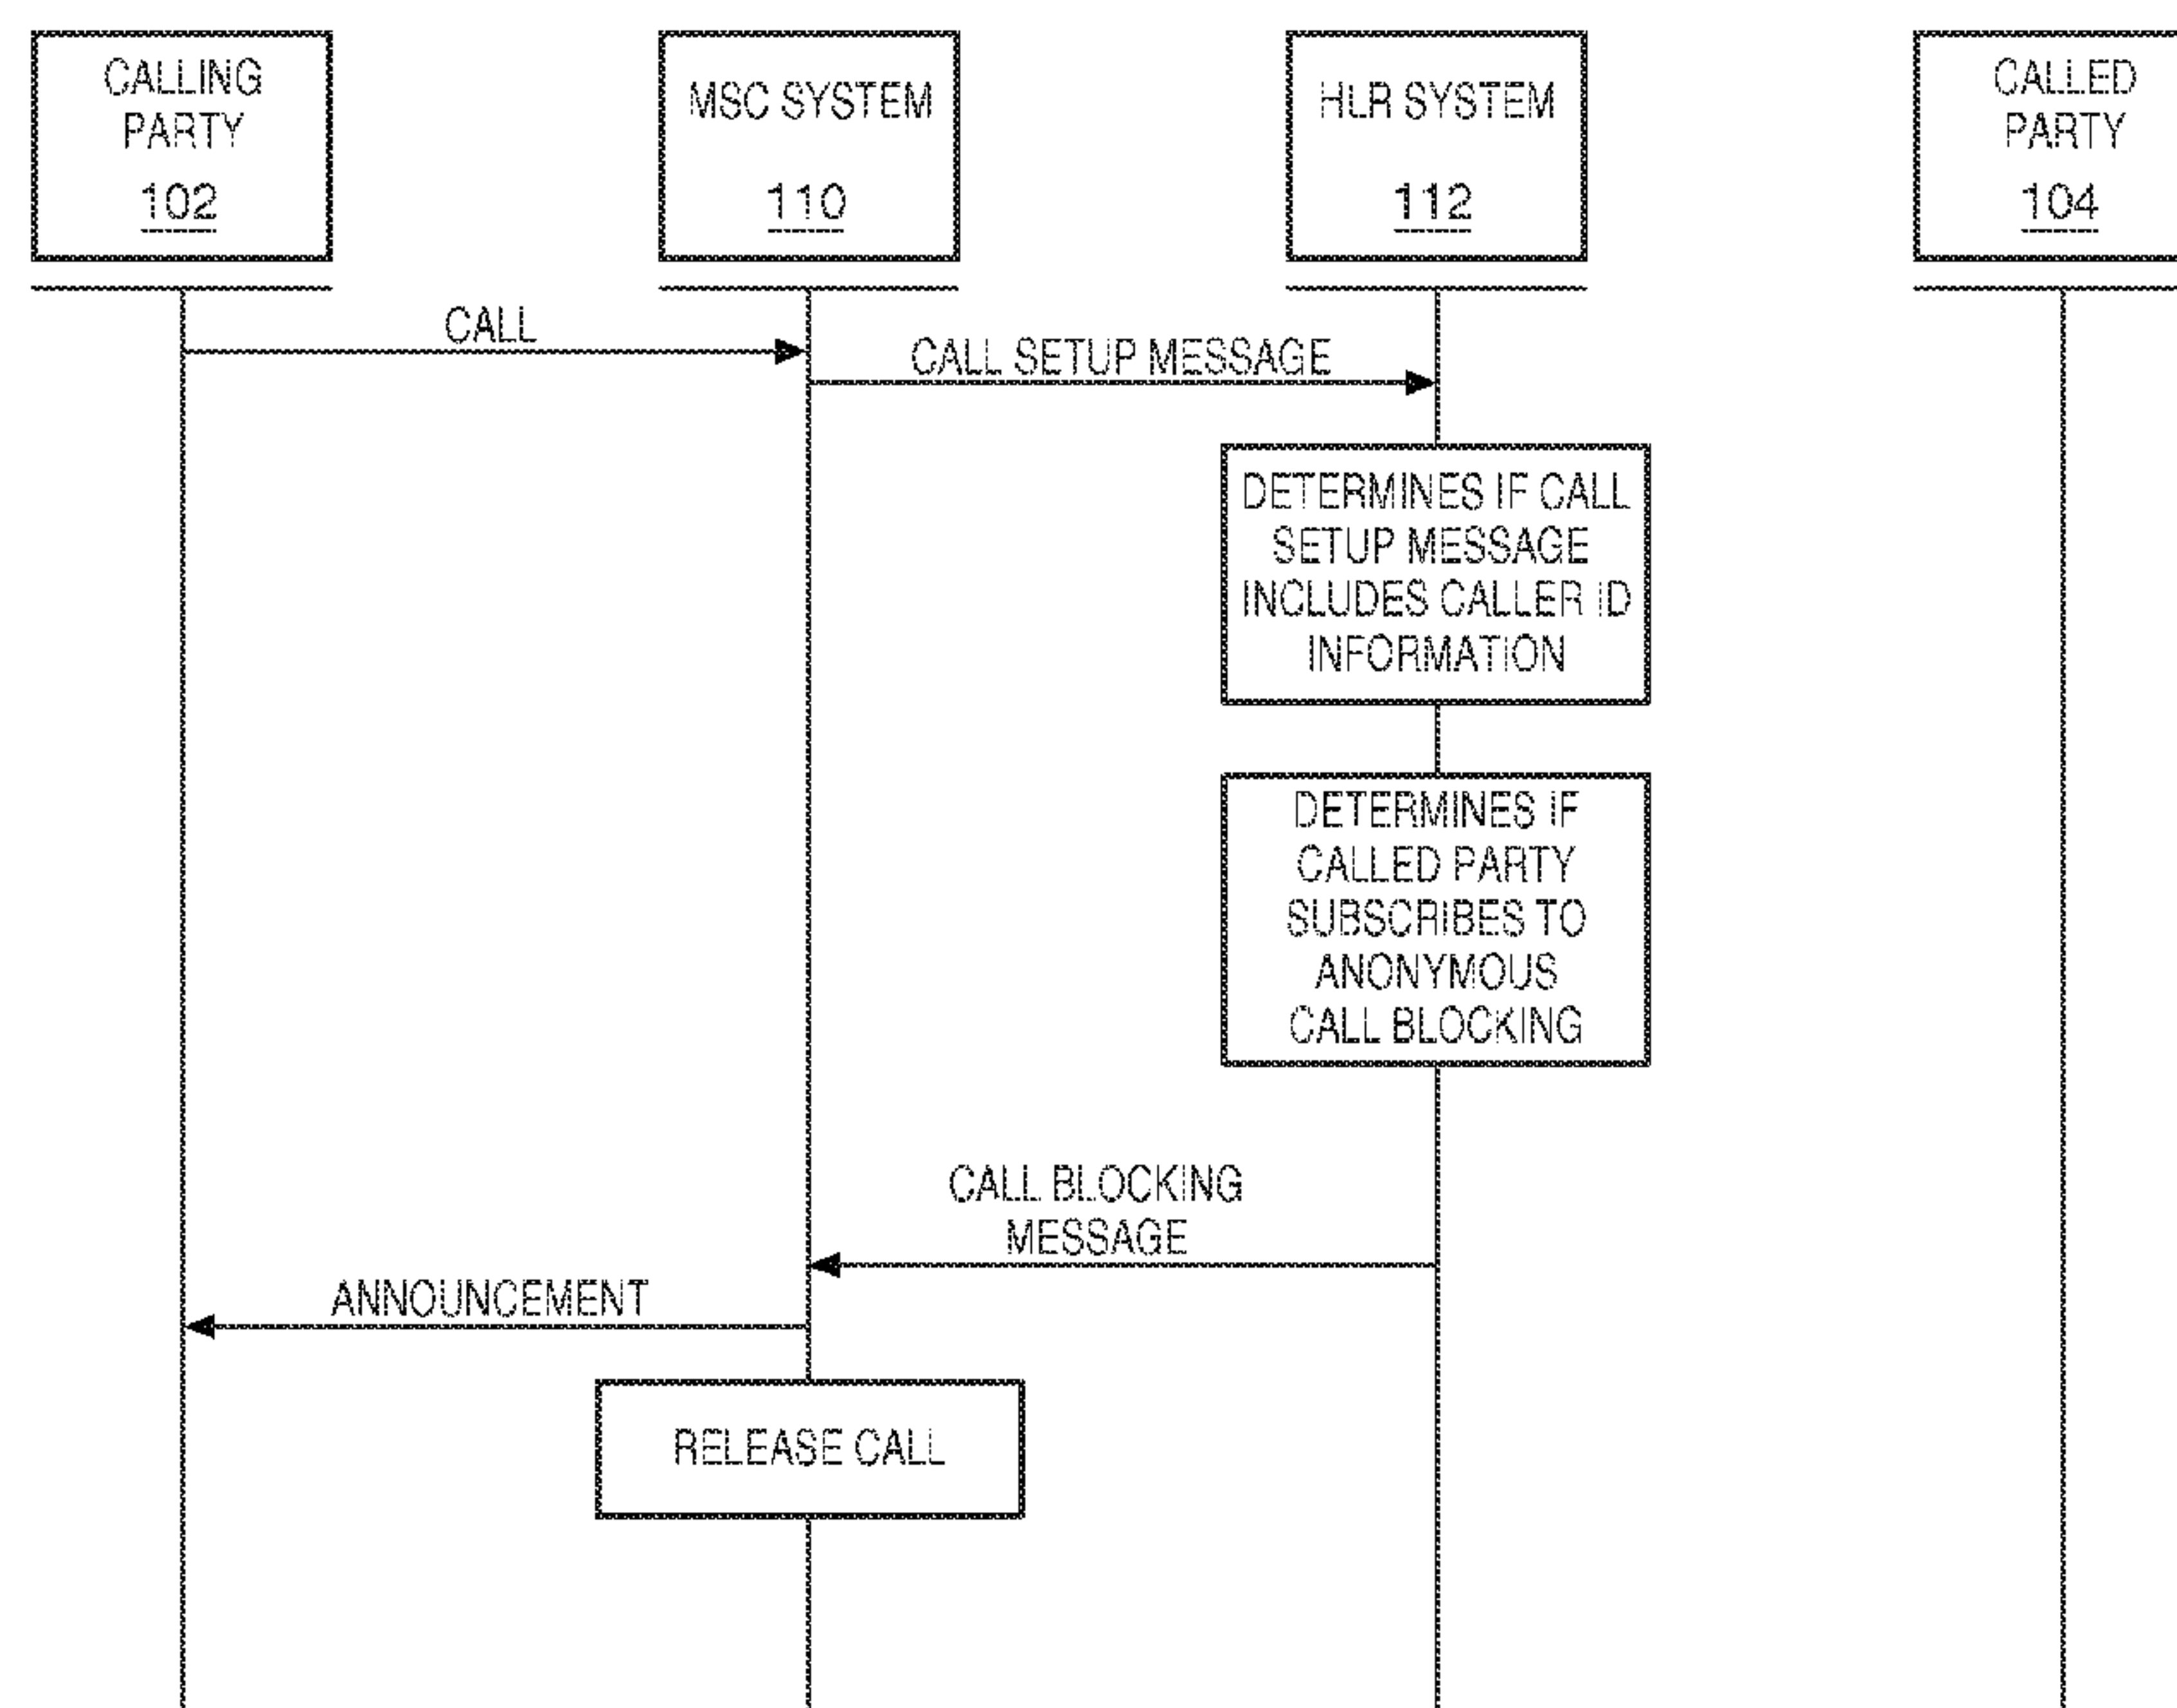 CALLING
PARTY
102
MSC SYSTEM
110
HLR SYSTEM
112
CALLED
PARTY
104
CALL
CALL SETUP MESSAGE
DETERMINES IF CALL
SETUP MESSAGE
INCLUDES CALLER ID
INFORMATION
DETERMINES IF
CALLED PARTY
SUBSCRIBES TO
ANONYMOUS
CALL BLOCKING
CALL BLOCKING
MESSAGE
ANNOUNCEMENT
RELEASE CALL